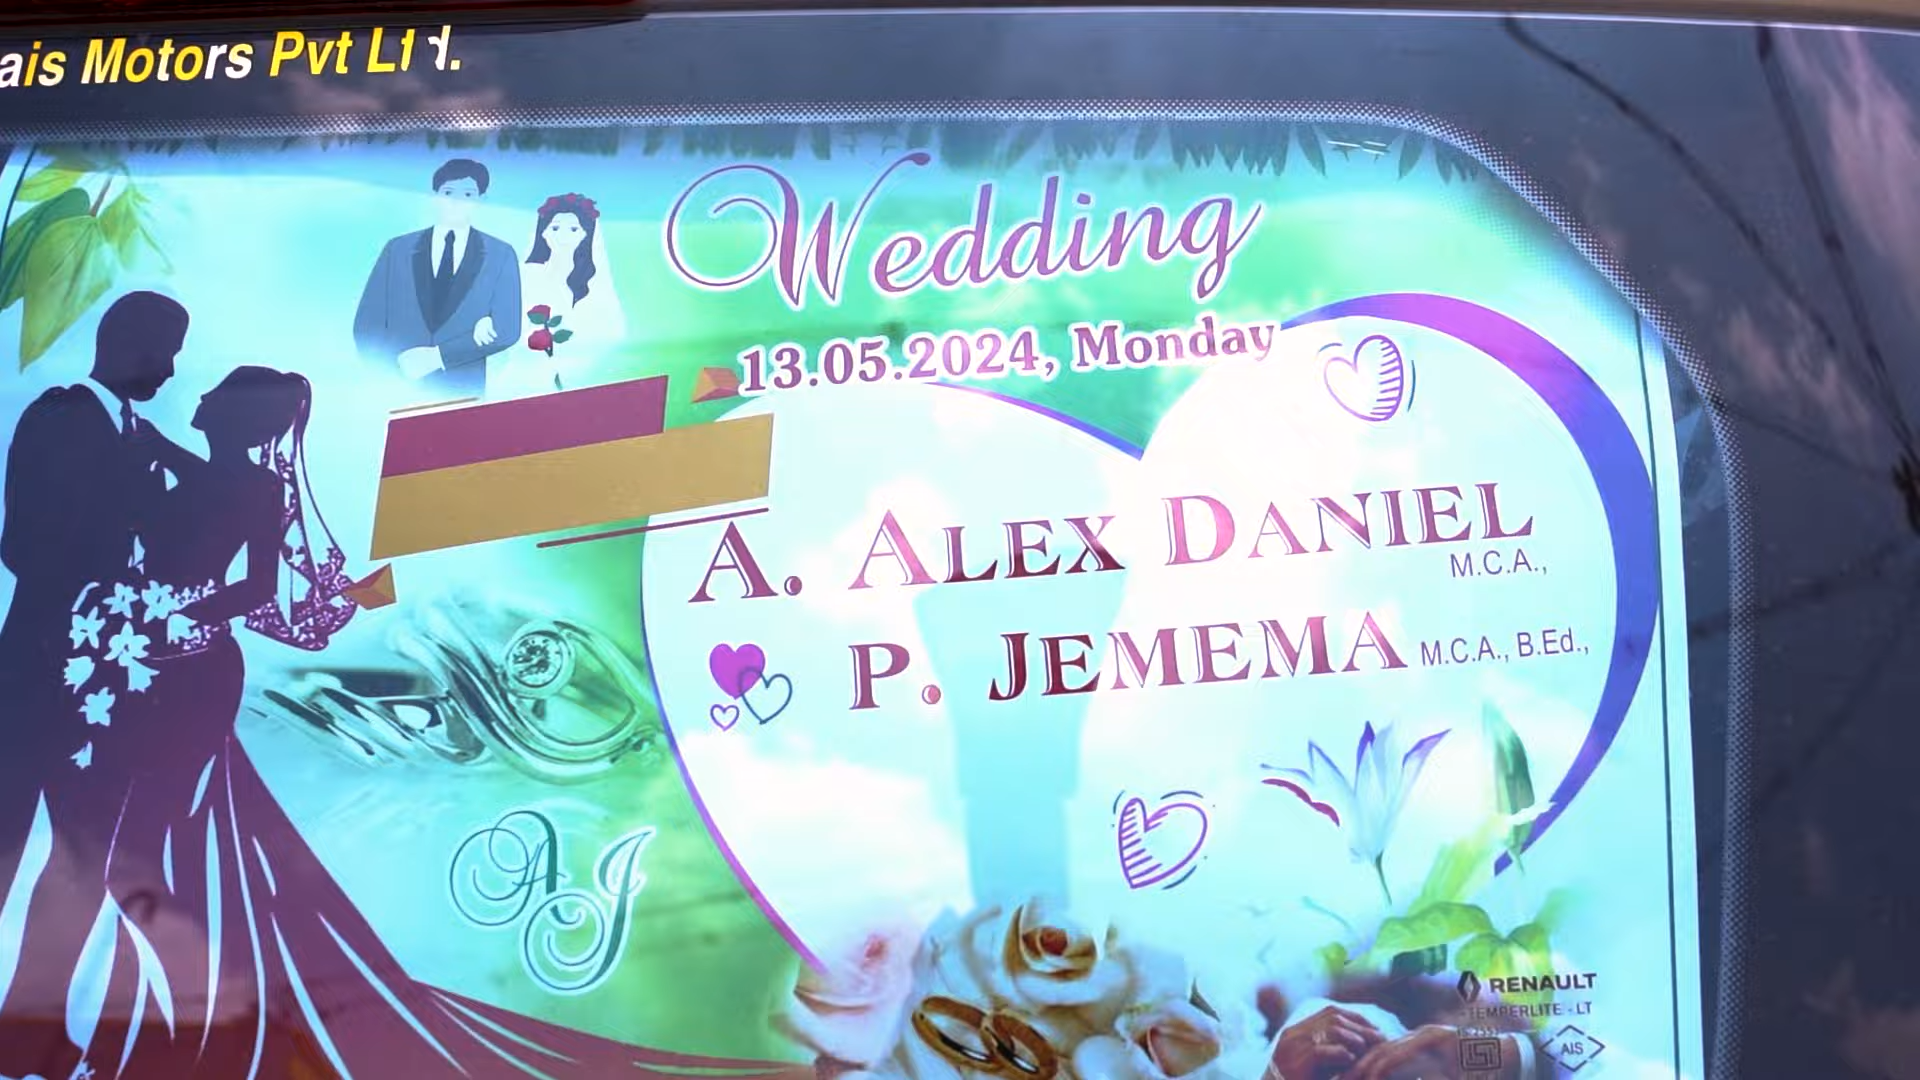 ais Motors Pvt Ltd.
Wedding
13.05.2024, Monday
A. ALEX DANIEL
M.C.A.,
P. JEMEMA M.C.A., B.Ed.,
AJ
RENAULT
TEMPERLITE - LT
AIS